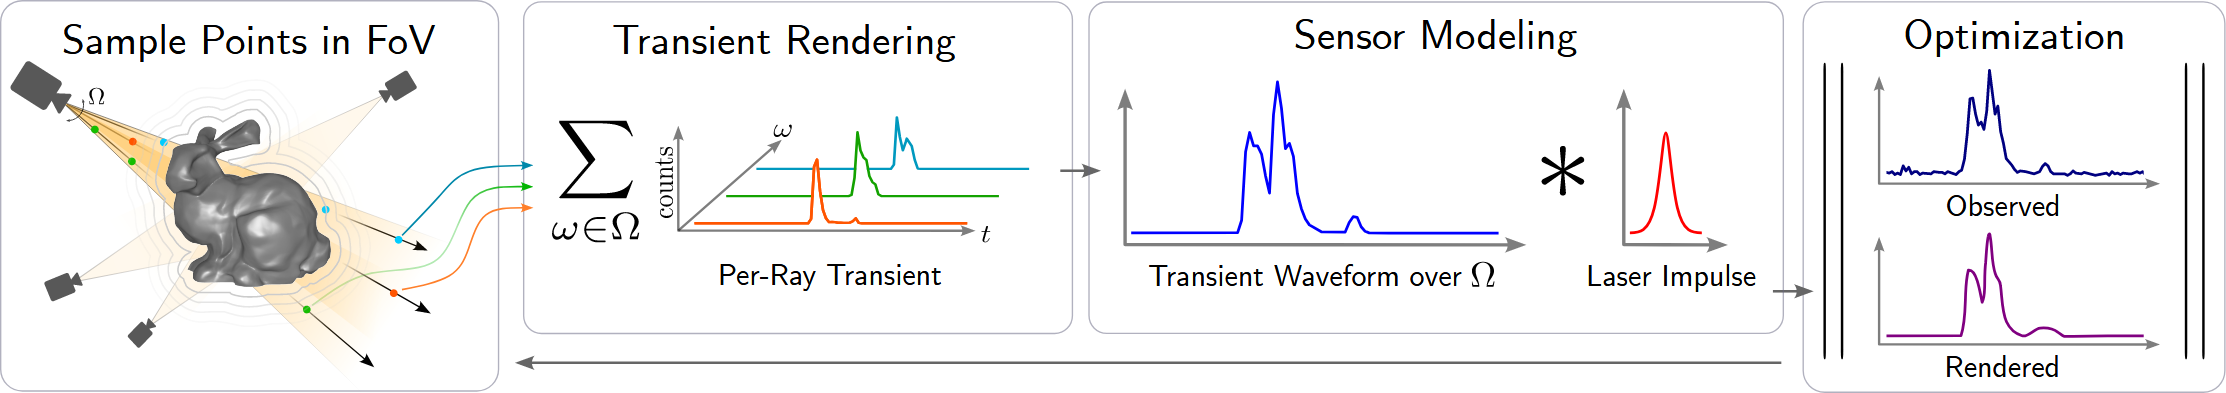 Sample Points in FoV
Ω
Transient Rendering
∑
ω∈Ω
counts
ω
t
Per-Ray Transient
Sensor Modeling
*
Transient Waveform over Ω
Laser Impulse
Optimization
Observed
Rendered